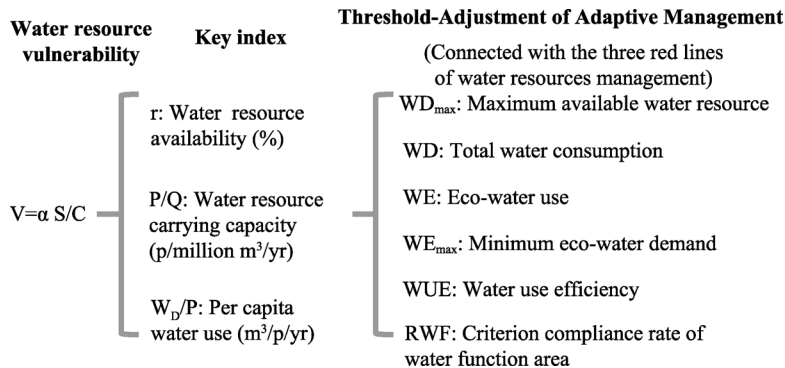 Water resource
vulnerability
Key index
Threshold-Adjustment of Adaptive Management
(Connected with the three red lines
of water resources management)
V=α S/C
r: Water resource
availability (%)
P/Q: Water resource
carrying capacity
(p/million m³/yr)
W_D/P: Per capita
water use (m³/p/yr)
WD_max: Maximum available water resource
WD: Total water consumption
WE: Eco-water use
WE_max: Minimum eco-water demand
WUE: Water use efficiency
RWF: Criterion compliance rate of
water function area